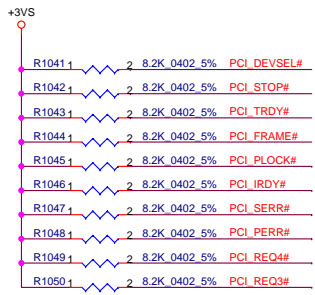 +3VS
R1041 1 2 8.2K_0402_5% PCI_DEVSEL#
R1042 1 2 8.2K_0402_5% PCI_STOP#
R1043 1 2 8.2K_0402_5% PCI_TRDY#
R1044 1 2 8.2K_0402_5% PCI_FRAME#
R1045 1 2 8.2K_0402_5% PCI_PLOCK#
R1046 1 2 8.2K_0402_5% PCI_IRDY#
R1047 1 2 8.2K_0402_5% PCI_SERR#
R1048 1 2 8.2K_0402_5% PCI_PERR#
R1049 1 2 8.2K_0402_5% PCI_REQ4#
R1050 1 2 8.2K_0402_5% PCI_REQ3#